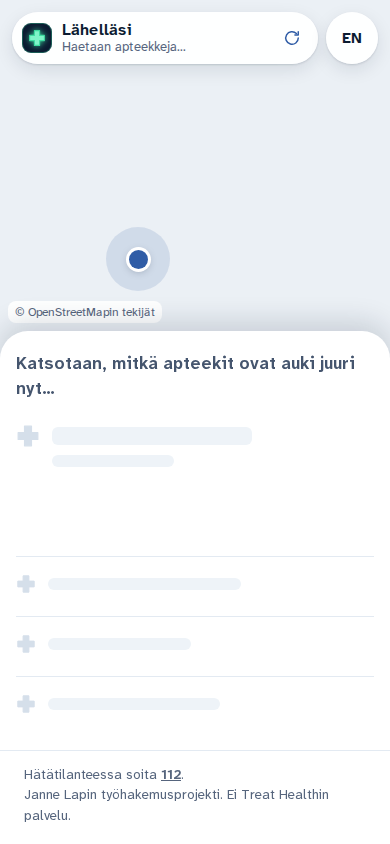 Lähelläsi
Haetaan apteekkeja...
EN
© OpenStreetMapin tekijät
Katsotaan, mitkä apteekit ovat auki juuri
nyt...
Hätätilanteessa soita 112.
Janne Lapin työhakemusprojekti. Ei Treat Healthin
palvelu.